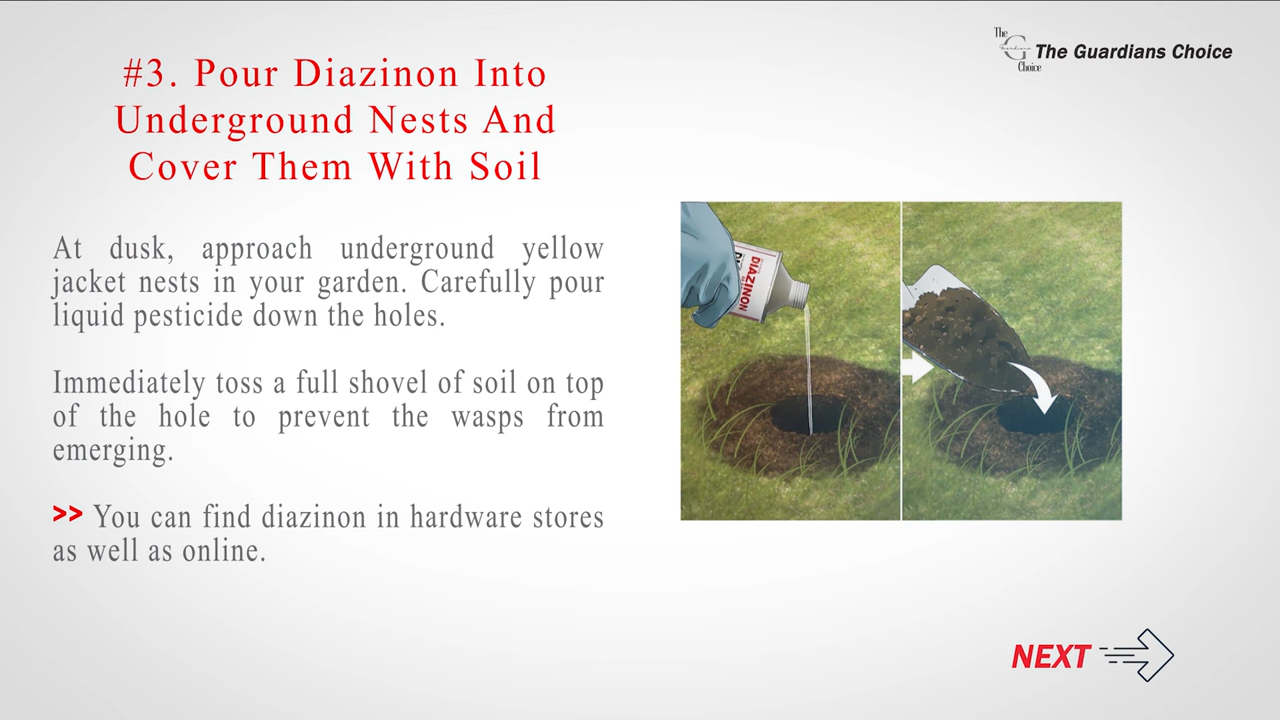 #3. Pour Diazinon Into
Underground Nests And
Cover Them With Soil
The
G
Choice
The Guardians Choice
At dusk, approach underground yellow
jacket nests in your garden. Carefully pour
liquid pesticide down the holes.
Immediately toss a full shovel of soil on top
of the hole to prevent the wasps from
emerging.
>> You can find diazinon in hardware stores
as well as online.
DIAZINON
NEXT